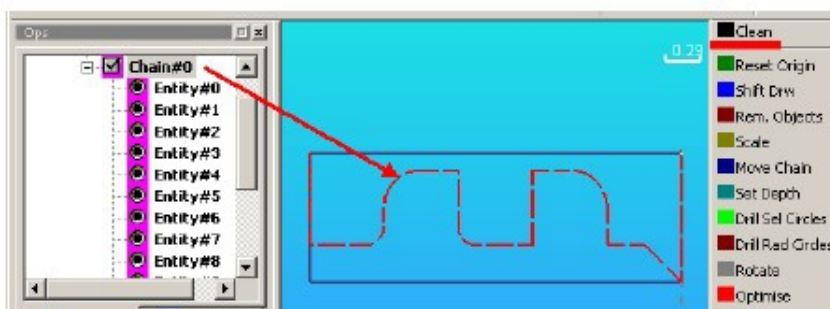 Ops
Chain#0
Entity#0
Entity#1
Entity#2
Entity#3
Entity#4
Entity#5
Entity#6
Entity#7
Entity#8
0.29
Clean
Reset Origin
Shift Drw
Rem. Objects
Scale
Move Chain
Set Depth
Drill Sel Circles
Drill Rad Circles
Rotate
Optimise